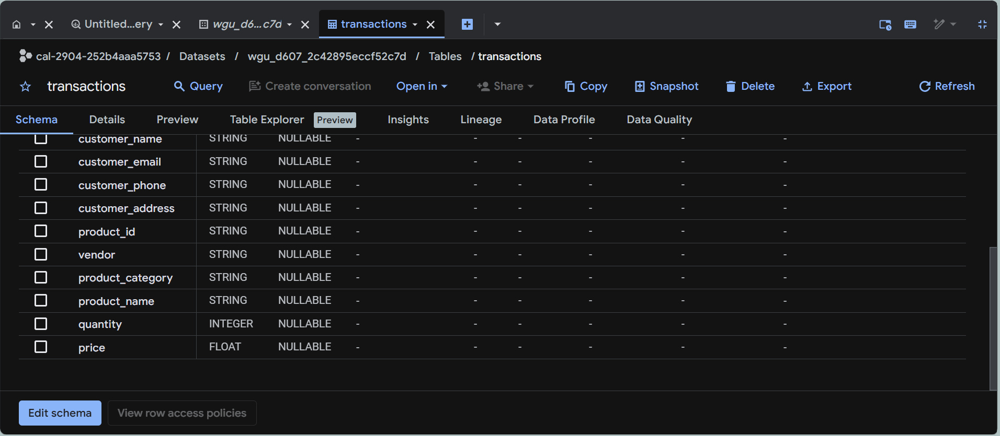 Untitled...ery wgu_d6...c7d transactions
cal-2904-252b4aaa5753 / Datasets / wgu_d607_2c42895eccf52c7d / Tables / transactions
transactions Query Create conversation Open in Share Copy Snapshot Delete Export Refresh
Schema Details Preview Table Explorer Preview Insights Lineage Data Profile Data Quality
customer_name STRING NULLABLE - - - - - -
customer_email STRING NULLABLE - - - - - -
customer_phone STRING NULLABLE - - - - - -
customer_address STRING NULLABLE - - - - - -
product_id STRING NULLABLE - - - - - -
vendor STRING NULLABLE - - - - - -
product_category STRING NULLABLE - - - - - -
product_name STRING NULLABLE - - - - - -
quantity INTEGER NULLABLE - - - - - -
price FLOAT NULLABLE - - - - - -
Edit schema View row access policies